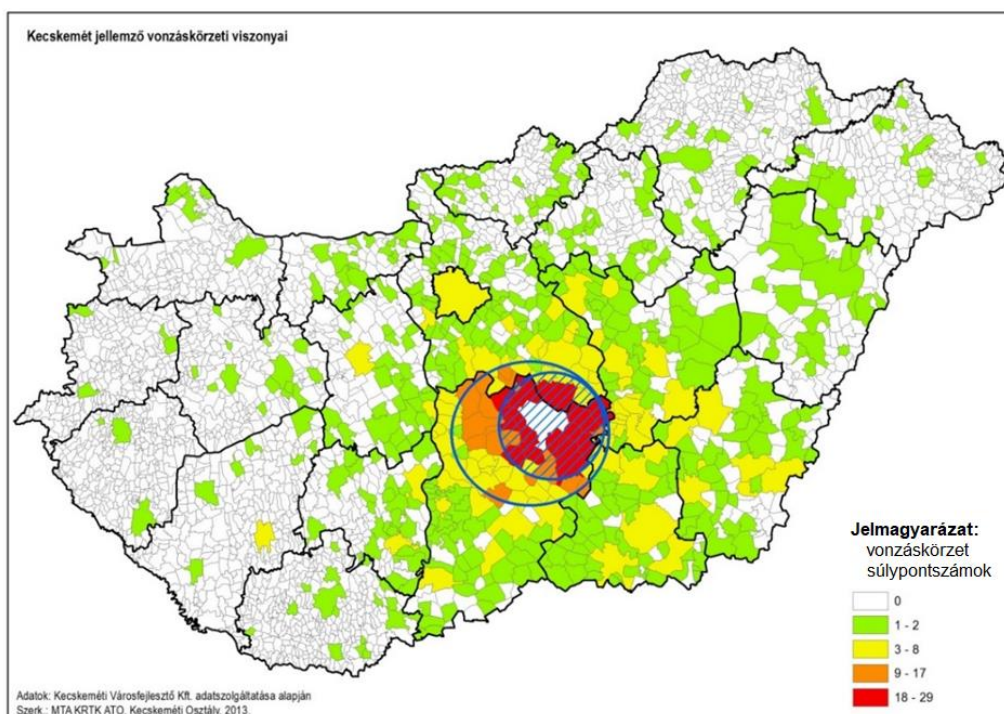 Kecskemét jellemző vonzáskörzeti viszonyai
Jelmagyarázat:
vonzáskörzet
súlypontszámok
0
1 - 2
3 - 8
9 - 17
18 - 29
Adatok: Kecskeméti Városfejlesztő Kft. adatszolgáltatása alapján
Szerk.: MTA KRTK ATO, Kecskeméti Osztály, 2013.